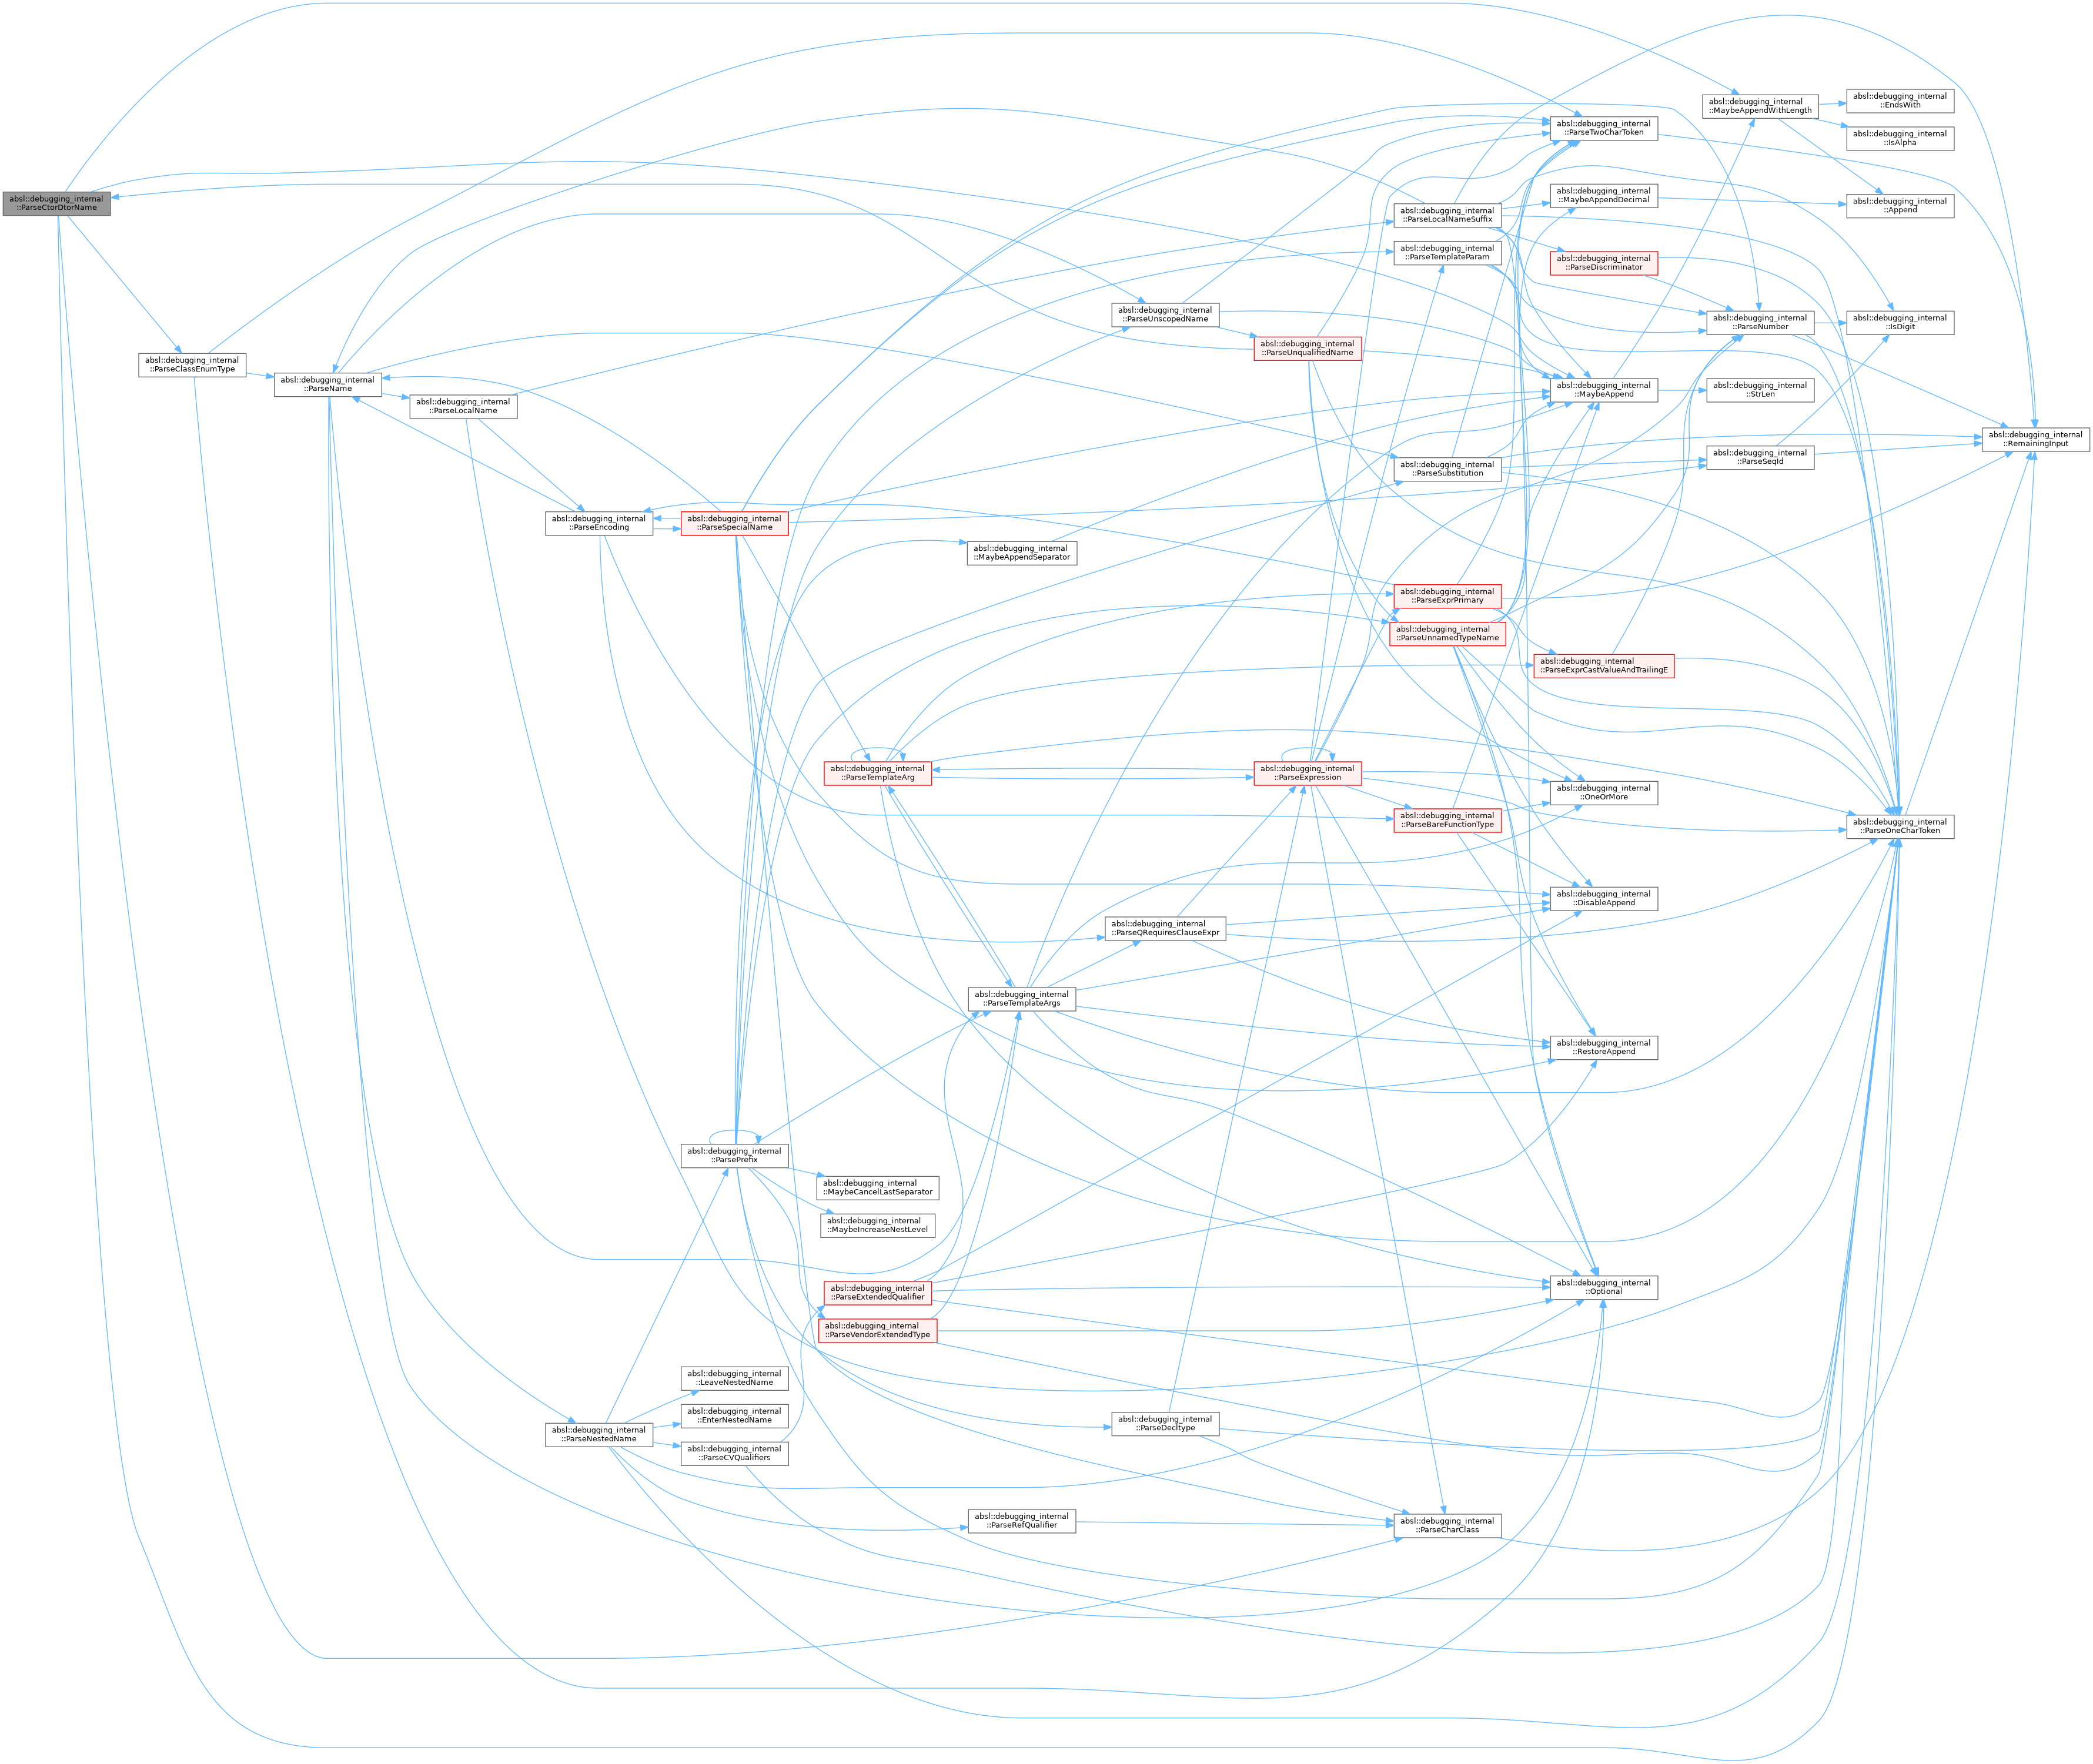 absl::debugging_internal
::ParseCtorDtorName
absl::debugging_internal
::ParseClassEnumType
absl::debugging_internal
::ParseName
absl::debugging_internal
::ParseLocalName
absl::debugging_internal
::ParseEncoding
absl::debugging_internal
::ParseNestedName
absl::debugging_internal
::ParseSpecialName
absl::debugging_internal
::ParsePrefix
absl::debugging_internal
::LeaveNestedName
absl::debugging_internal
::EnterNestedName
absl::debugging_internal
::ParseCVQualifiers
absl::debugging_internal
::ParseTemplateArg
absl::debugging_internal
::MaybeCancelLastSeparator
absl::debugging_internal
::MaybeIncreaseNestLevel
absl::debugging_internal
::ParseExtendedQualifier
absl::debugging_internal
::ParseVendorExtendedType
absl::debugging_internal
::MaybeAppendSeparator
absl::debugging_internal
::ParseTemplateArgs
absl::debugging_internal
::ParseRefQualifier
absl::debugging_internal
::ParseUnscopedName
absl::debugging_internal
::ParseQRequiresClauseExpr
absl::debugging_internal
::ParseDecltype
absl::debugging_internal
::ParseUnqualifiedName
absl::debugging_internal
::ParseExpression
absl::debugging_internal
::ParseLocalNameSuffix
absl::debugging_internal
::ParseTemplateParam
absl::debugging_internal
::ParseSubstitution
absl::debugging_internal
::ParseExprPrimary
absl::debugging_internal
::ParseUnnamedTypeName
absl::debugging_internal
::ParseBareFunctionType
absl::debugging_internal
::ParseCharClass
absl::debugging_internal
::ParseTwoCharToken
absl::debugging_internal
::MaybeAppendDecimal
absl::debugging_internal
::ParseDiscriminator
absl::debugging_internal
::MaybeAppend
absl::debugging_internal
::ParseExprCastValueAndTrailingE
absl::debugging_internal
::OneOrMore
absl::debugging_internal
::DisableAppend
absl::debugging_internal
::RestoreAppend
absl::debugging_internal
::Optional
absl::debugging_internal
::MaybeAppendWithLength
absl::debugging_internal
::ParseNumber
absl::debugging_internal
::StrLen
absl::debugging_internal
::ParseSeqId
absl::debugging_internal
::EndsWith
absl::debugging_internal
::IsAlpha
absl::debugging_internal
::Append
absl::debugging_internal
::IsDigit
absl::debugging_internal
::ParseOneCharToken
absl::debugging_internal
::RemainingInput